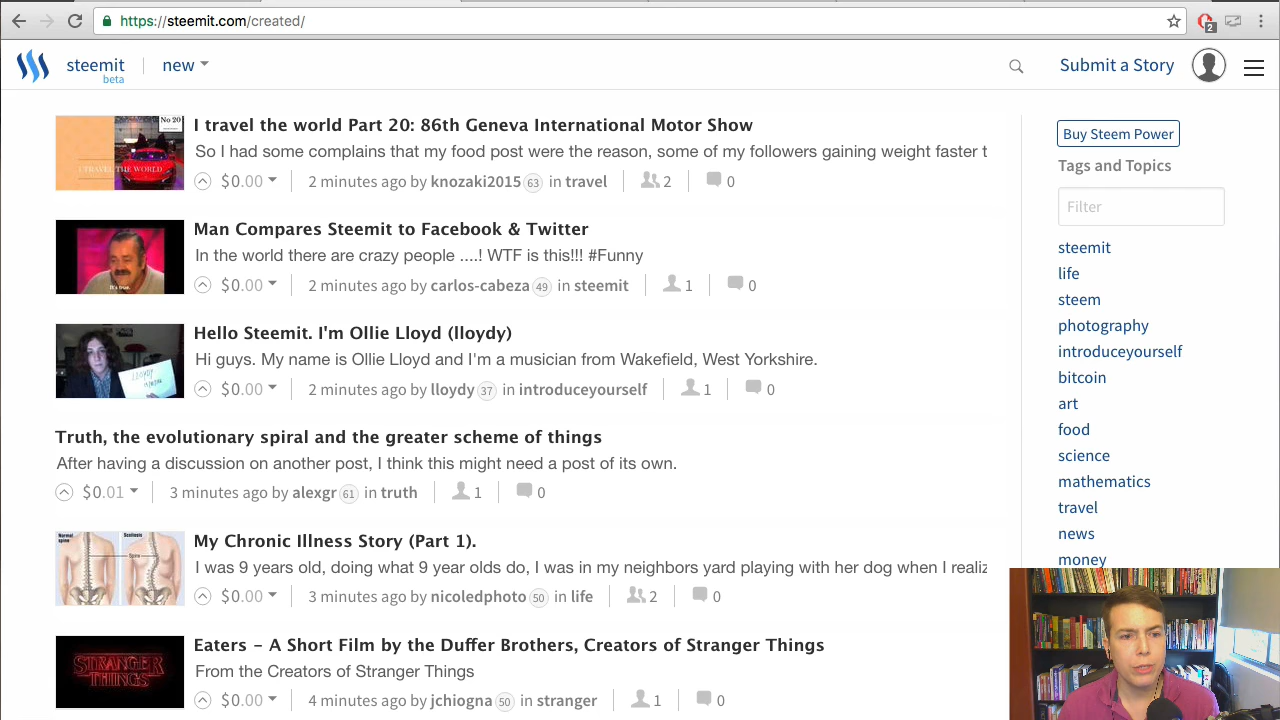 https://steemit.com/created/
2
steemit
beta
new
Submit a Story
No 20
I TRAVEL THE WORLD
I travel the world Part 20: 86th Geneva International Motor Show
So I had some complains that my food post were the reason, some of my followers gaining weight faster t
$0.00 2 minutes ago by knozaki2015 63 in travel 2 0
It's true.
Man Compares Steemit to Facebook & Twitter
In the world there are crazy people ....! WTF is this!!! #Funny
$0.00 2 minutes ago by carlos-cabeza 49 in steemit 1 0
Hello Steemit. I'm Ollie Lloyd (lloydy)
Hi guys. My name is Ollie Lloyd and I'm a musician from Wakefield, West Yorkshire.
$0.00 2 minutes ago by lloydy 37 in introduceyourself 1 0
Truth, the evolutionary spiral and the greater scheme of things
After having a discussion on another post, I think this might need a post of its own.
$0.01 3 minutes ago by alexgr 61 in truth 1 0
Normal spine
Scoliosis
Spine
My Chronic Illness Story (Part 1).
I was 9 years old, doing what 9 year olds do, I was in my neighbors yard playing with her dog when I realiz
$0.00 3 minutes ago by nicoledphoto 50 in life 2 0
STRANGER
THINGS
Eaters – A Short Film by the Duffer Brothers, Creators of Stranger Things
From the Creators of Stranger Things
$0.00 4 minutes ago by jchiogna 50 in stranger 1 0
Buy Steem Power
Tags and Topics
Filter
steemit
life
steem
photography
introduceyourself
bitcoin
art
food
science
mathematics
travel
news
money